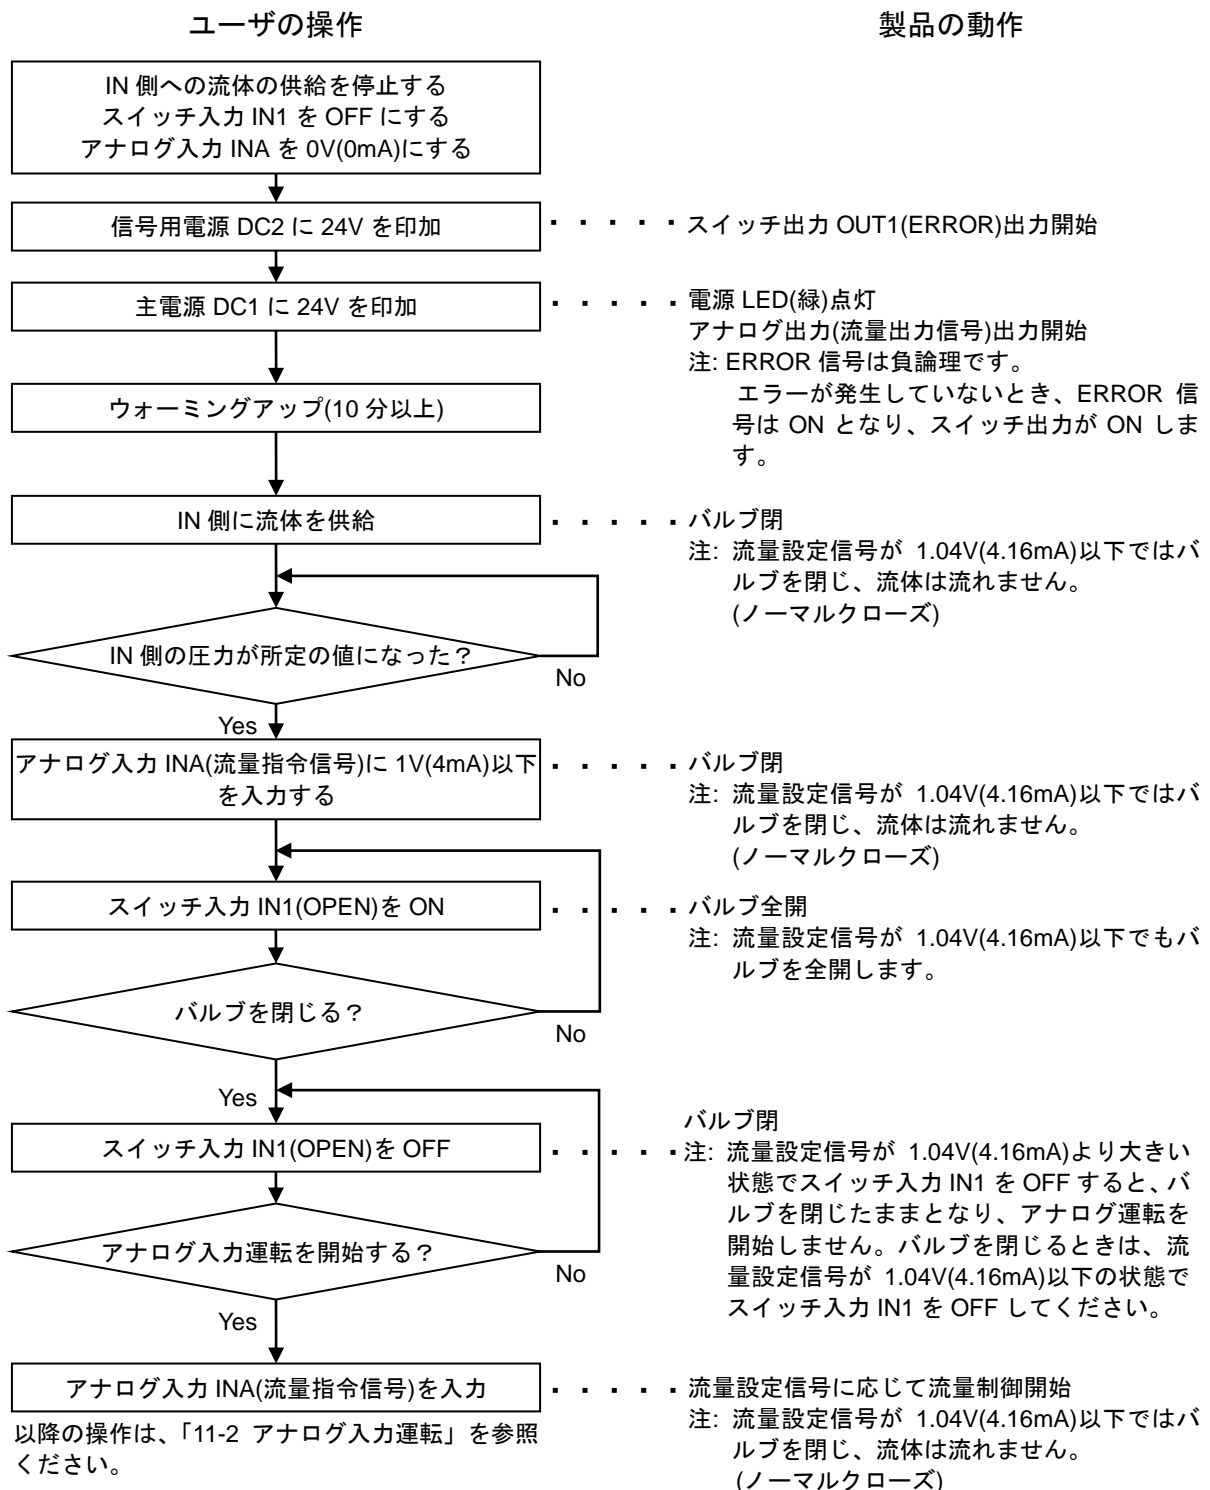 ユーザの操作
製品の動作
IN 側への流体の供給を停止する
スイッチ入力 IN1 を OFF にする
アナログ入力 INA を 0V(0mA)にする
信号用電源 DC2 に 24V を印加
・・・・・スイッチ出力 OUT1(ERROR)出力開始
主電源 DC1 に 24V を印加
・・・・・電源 LED(緑)点灯
アナログ出力(流量出力信号)出力開始
注: ERROR 信号は負論理です。
エラーが発生していないとき、ERROR 信
号は ON となり、スイッチ出力が ON しま
す。
ウォーミングアップ(10 分以上)
IN 側に流体を供給
・・・・・バルブ閉
注: 流量設定信号が 1.04V(4.16mA)以下ではバ
ルブを閉じ、流体は流れません。
(ノーマルクローズ)
IN 側の圧力が所定の値になった？
No
Yes
アナログ入力 INA(流量指令信号)に 1V(4mA)以下
を入力する
・・・・・バルブ閉
注: 流量設定信号が 1.04V(4.16mA)以下ではバ
ルブを閉じ、流体は流れません。
(ノーマルクローズ)
スイッチ入力 IN1(OPEN)を ON
・・・・・バルブ全開
注: 流量設定信号が 1.04V(4.16mA)以下でもバ
ルブを全開します。
バルブを閉じる？
No
Yes
スイッチ入力 IN1(OPEN)を OFF
バルブ閉
・・・・・注: 流量設定信号が 1.04V(4.16mA)より大きい
状態でスイッチ入力 IN1 を OFF すると、バ
ルブを閉じたままとなり、アナログ運転を
開始しません。バルブを閉じるときは、流
量設定信号が 1.04V(4.16mA)以下の状態で
スイッチ入力 IN1 を OFF してください。
アナログ入力運転を開始する？
No
Yes
アナログ入力 INA(流量指令信号)を入力
・・・・・流量設定信号に応じて流量制御開始
注: 流量設定信号が 1.04V(4.16mA)以下ではバ
ルブを閉じ、流体は流れません。
(ノーマルクローズ)
以降の操作は、「11-2 アナログ入力運転」を参照
ください。